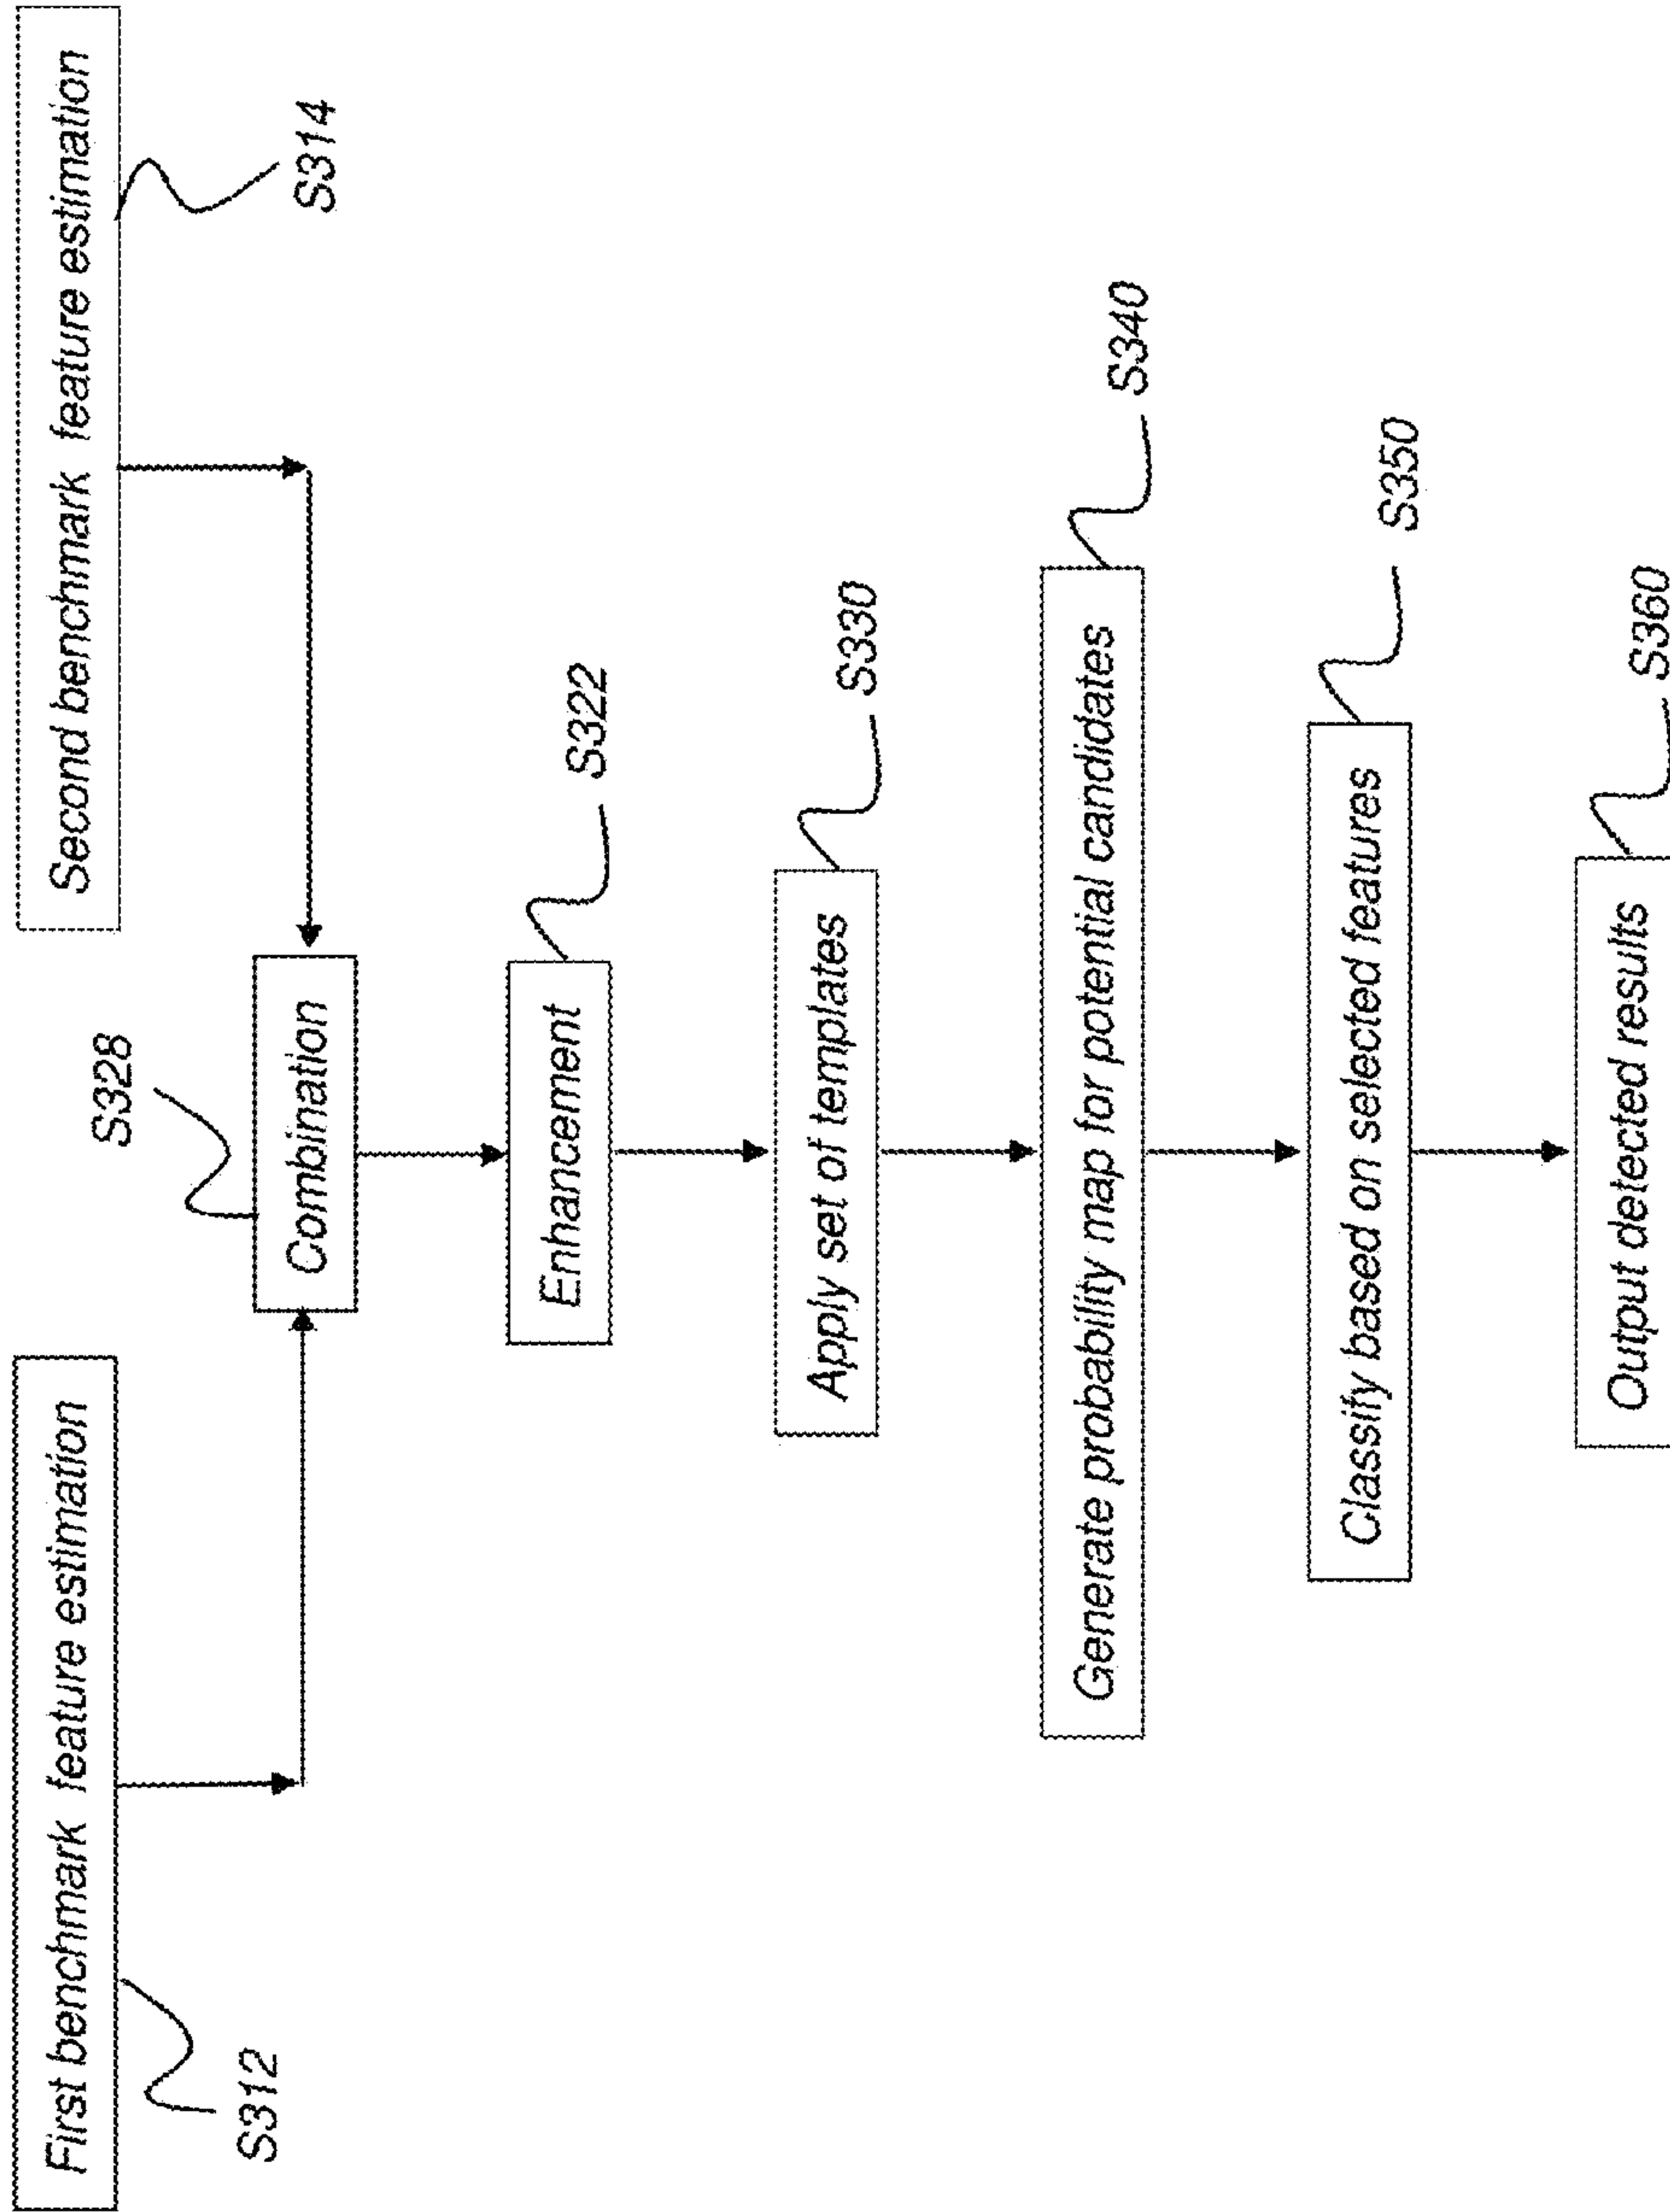 First benchmark feature estimation
Second benchmark feature estimation
S312
S314
S328
Combination
Enhancement
S322
Apply set of templates
S330
Generate probability map for potential candidates
S340
Classify based on selected features
S350
Output detected results
S360